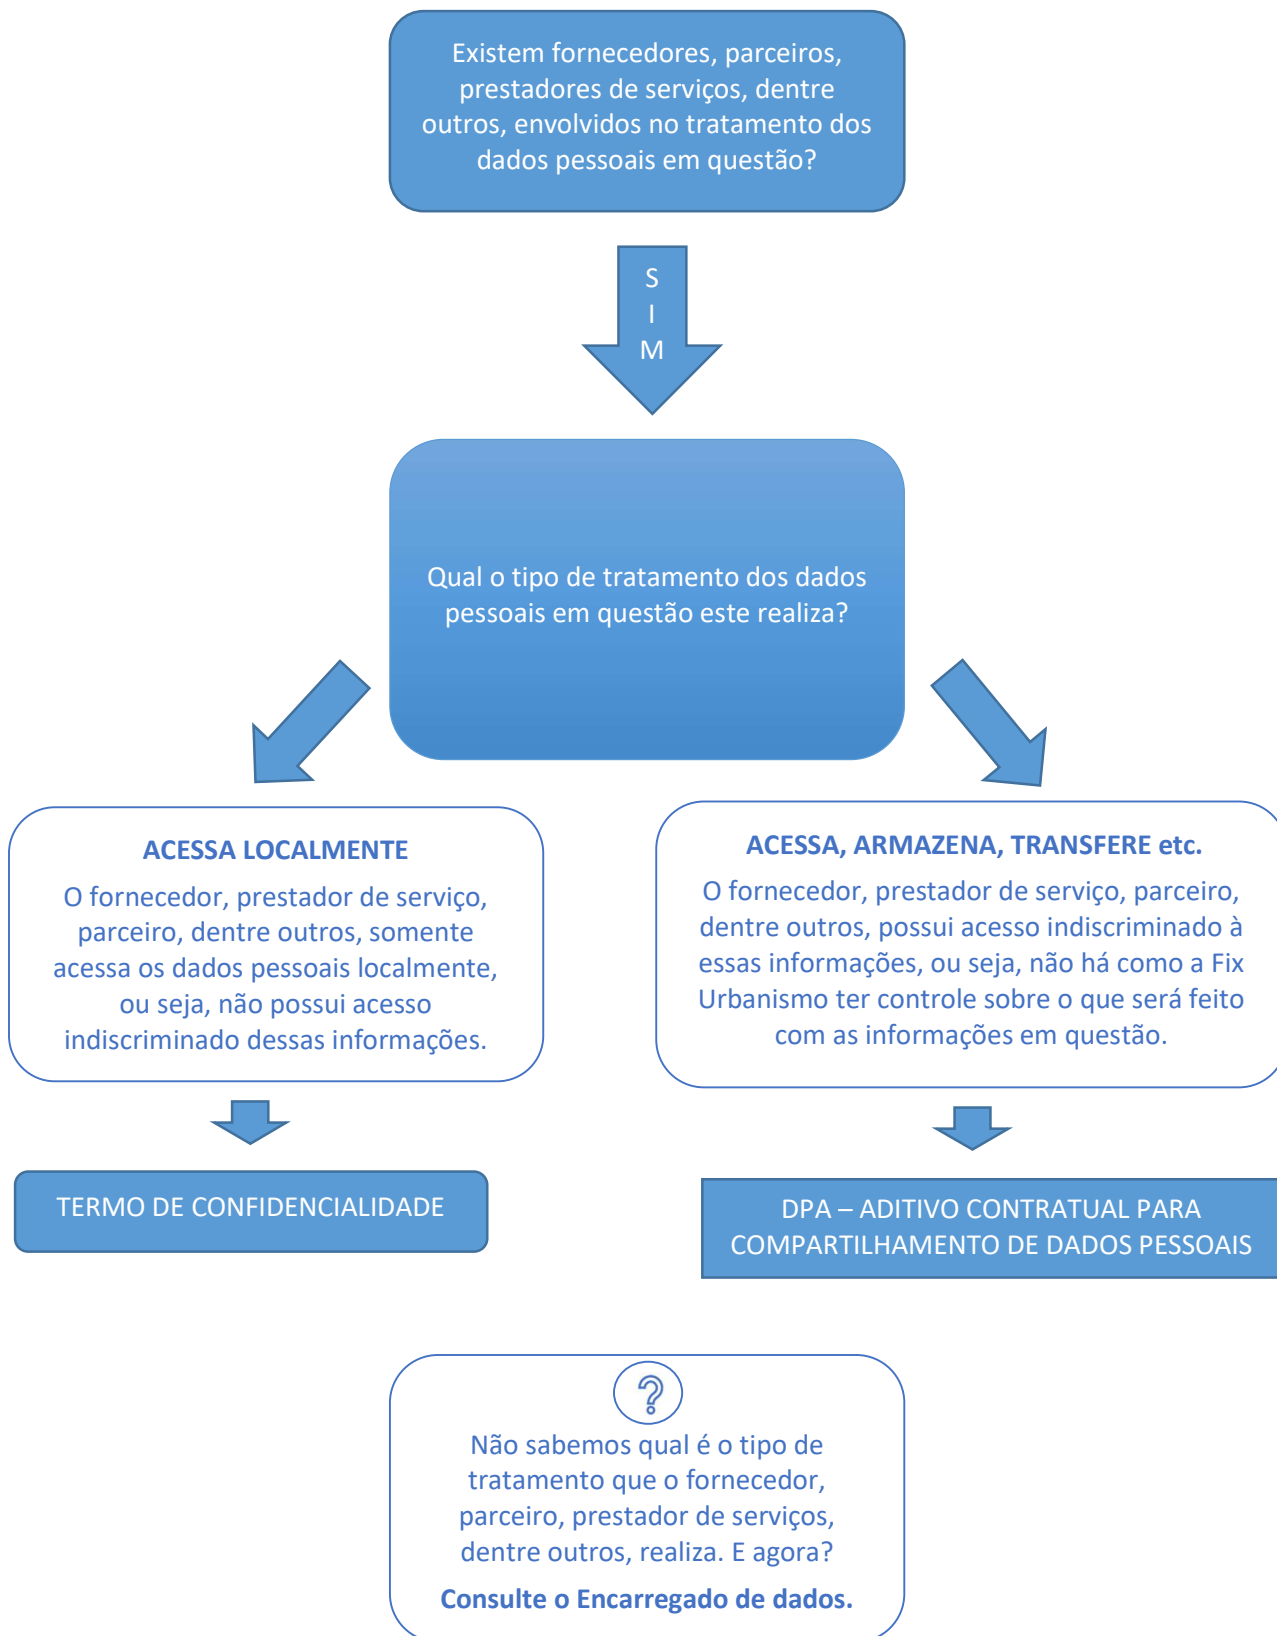 Existem fornecedores, parceiros,
prestadores de serviços, dentre
outros, envolvidos no tratamento dos
dados pessoais em questão?
S
I
M
Qual o tipo de tratamento dos dados
pessoais em questão este realiza?
ACESSA LOCALMENTE
O fornecedor, prestador de serviço,
parceiro, dentre outros, somente
acessa os dados pessoais localmente,
ou seja, não possui acesso
indiscriminado dessas informações.
ACESSA, ARMAZENA, TRANSFERE etc.
O fornecedor, prestador de serviço, parceiro,
dentre outros, possui acesso indiscriminado à
essas informações, ou seja, não há como a Fix
Urbanismo ter controle sobre o que será feito
com as informações em questão.
TERMO DE CONFIDENCIALIDADE
DPA – ADITIVO CONTRATUAL PARA
COMPARTILHAMENTO DE DADOS PESSOAIS
?
Não sabemos qual é o tipo de
tratamento que o fornecedor,
parceiro, prestador de serviços,
dentre outros, realiza. E agora?
Consulte o Encarregado de dados.